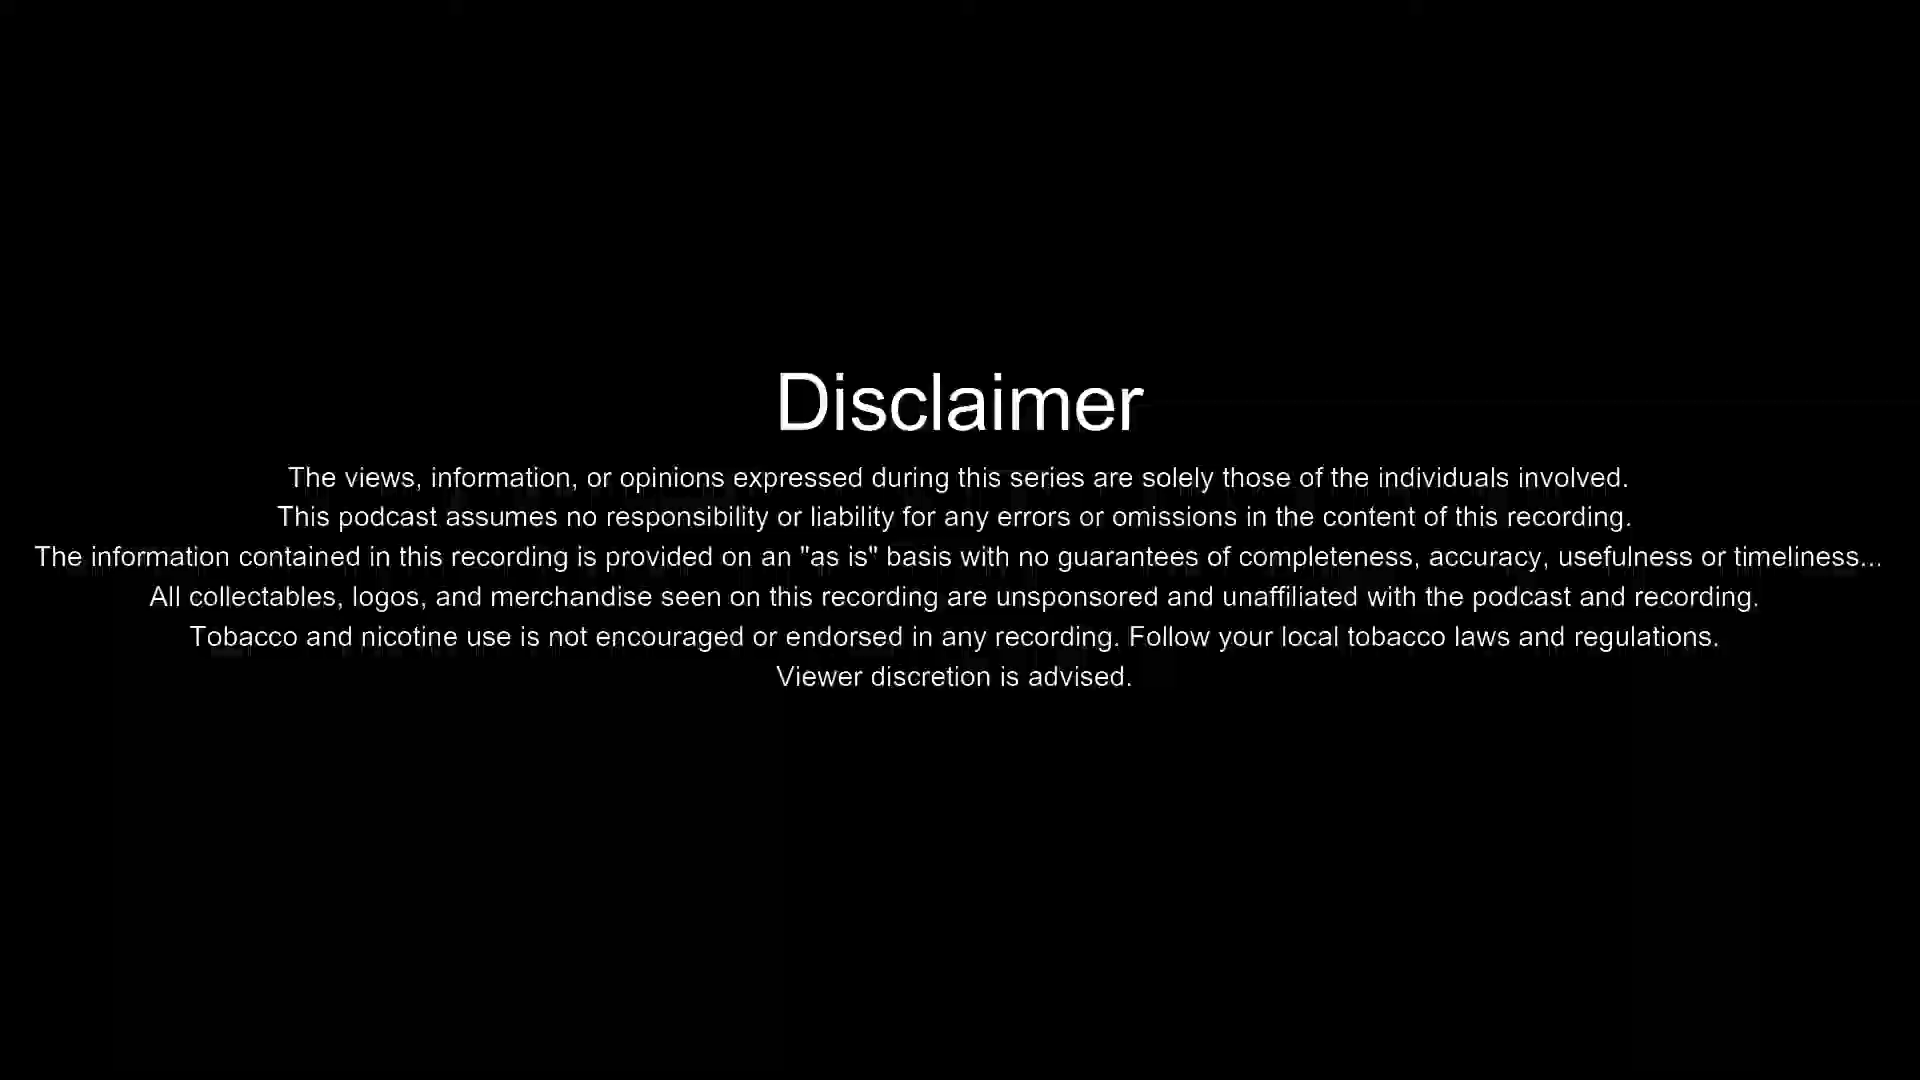 Disclaimer
The views, information, or opinions expressed during this series are solely those of the individuals involved.
This podcast assumes no responsibility or liability for any errors or omissions in the content of this recording.
The information contained in this recording is provided on an "as is" basis with no guarantees of completeness, accuracy, usefulness or timeliness...
All collectables, logos, and merchandise seen on this recording are unsponsored and unaffiliated with the podcast and recording.
Tobacco and nicotine use is not encouraged or endorsed in any recording. Follow your local tobacco laws and regulations.
Viewer discretion is advised.